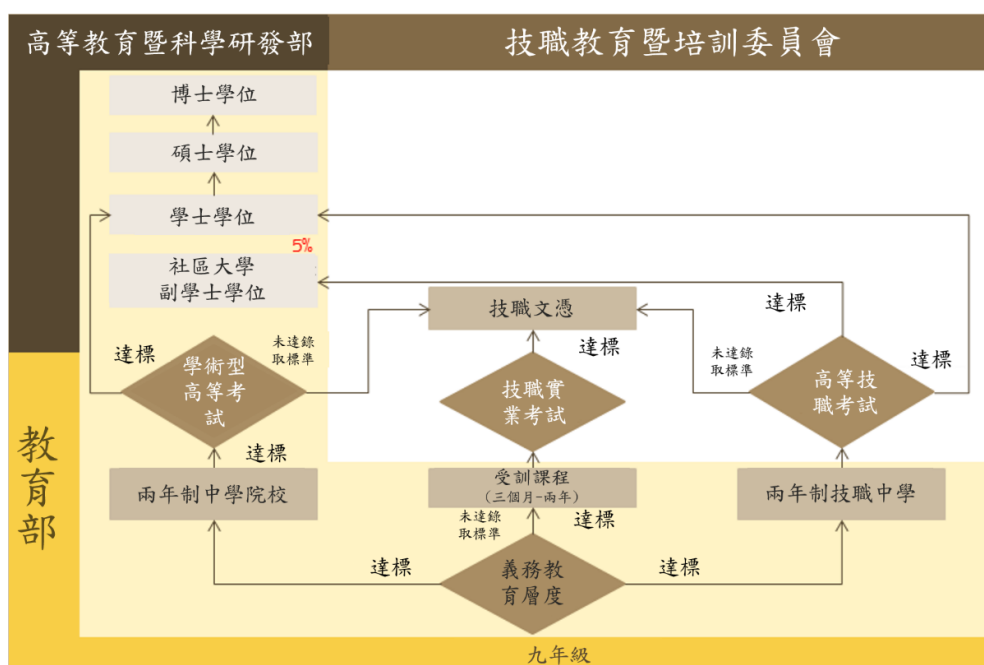 高等教育暨科學研發部
技職教育暨培訓委員會
博士學位
碩士學位
學士學位
5%
社區大學
副學士學位
技職文憑
達標
達標
學術型
高等考
試
未達錄
取標準
達標
技職實
業考試
未達錄
取標準
高等技
職考試
達標
教育部
達標
兩年制中學院校
受訓課程
(三個月-兩年)
兩年制技職中學
未達錄
取標準
達標
達標
義務教
育層度
達標
九年級